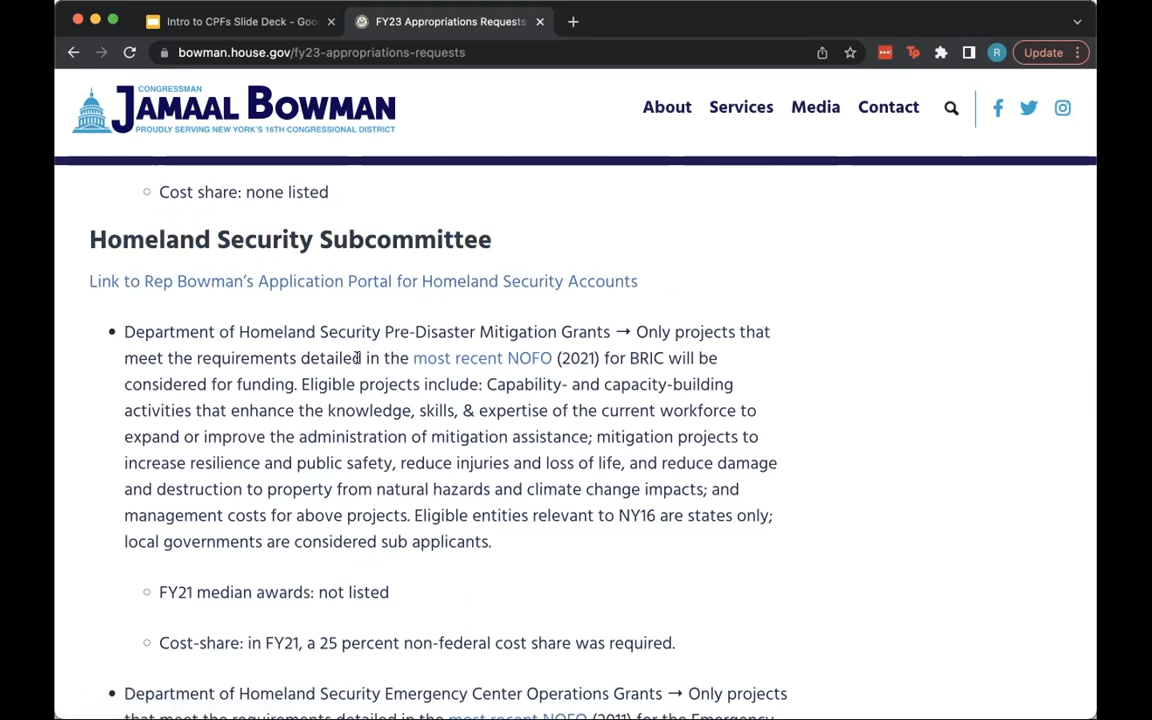 Intro to CPFs Slide Deck - Goo
FY23 Appropriations Requests
bowman.house.gov/fy23-appropriations-requests
R
Update
CONGRESSMAN
JAMAAL BOWMAN
PROUDLY SERVING NEW YORK'S 16TH CONGRESSIONAL DISTRICT
About Services Media Contact
Cost share: none listed
Homeland Security Subcommittee
Link to Rep Bowman's Application Portal for Homeland Security Accounts
Department of Homeland Security Pre-Disaster Mitigation Grants → Only projects that
meet the requirements detailed in the most recent NOFO (2021) for BRIC will be
considered for funding. Eligible projects include: Capability- and capacity-building
activities that enhance the knowledge, skills, & expertise of the current workforce to
expand or improve the administration of mitigation assistance; mitigation projects to
increase resilience and public safety, reduce injuries and loss of life, and reduce damage
and destruction to property from natural hazards and climate change impacts; and
management costs for above projects. Eligible entities relevant to NY16 are states only;
local governments are considered sub applicants.
FY21 median awards: not listed
Cost-share: in FY21, a 25 percent non-federal cost share was required.
Department of Homeland Security Emergency Center Operations Grants → Only projects
that meet the requirements detailed in the most recent NOFO (2011) for the Emergency